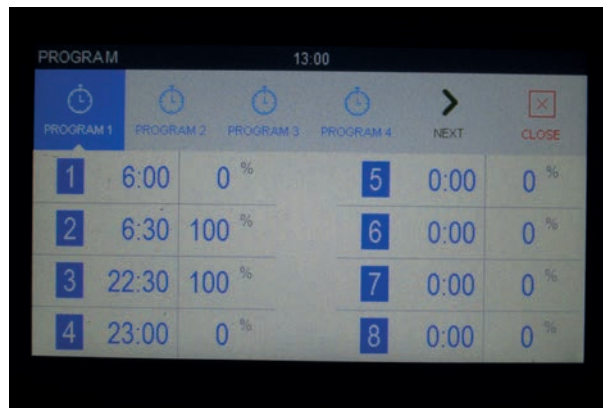 PROGRAM 13:00
PROGRAM 1 PROGRAM 2 PROGRAM 3 PROGRAM 4 NEXT CLOSE
1 6:00 0 % 5 0:00 0 %
2 6:30 100 % 6 0:00 0 %
3 22:30 100 % 7 0:00 0 %
4 23:00 0 % 8 0:00 0 %